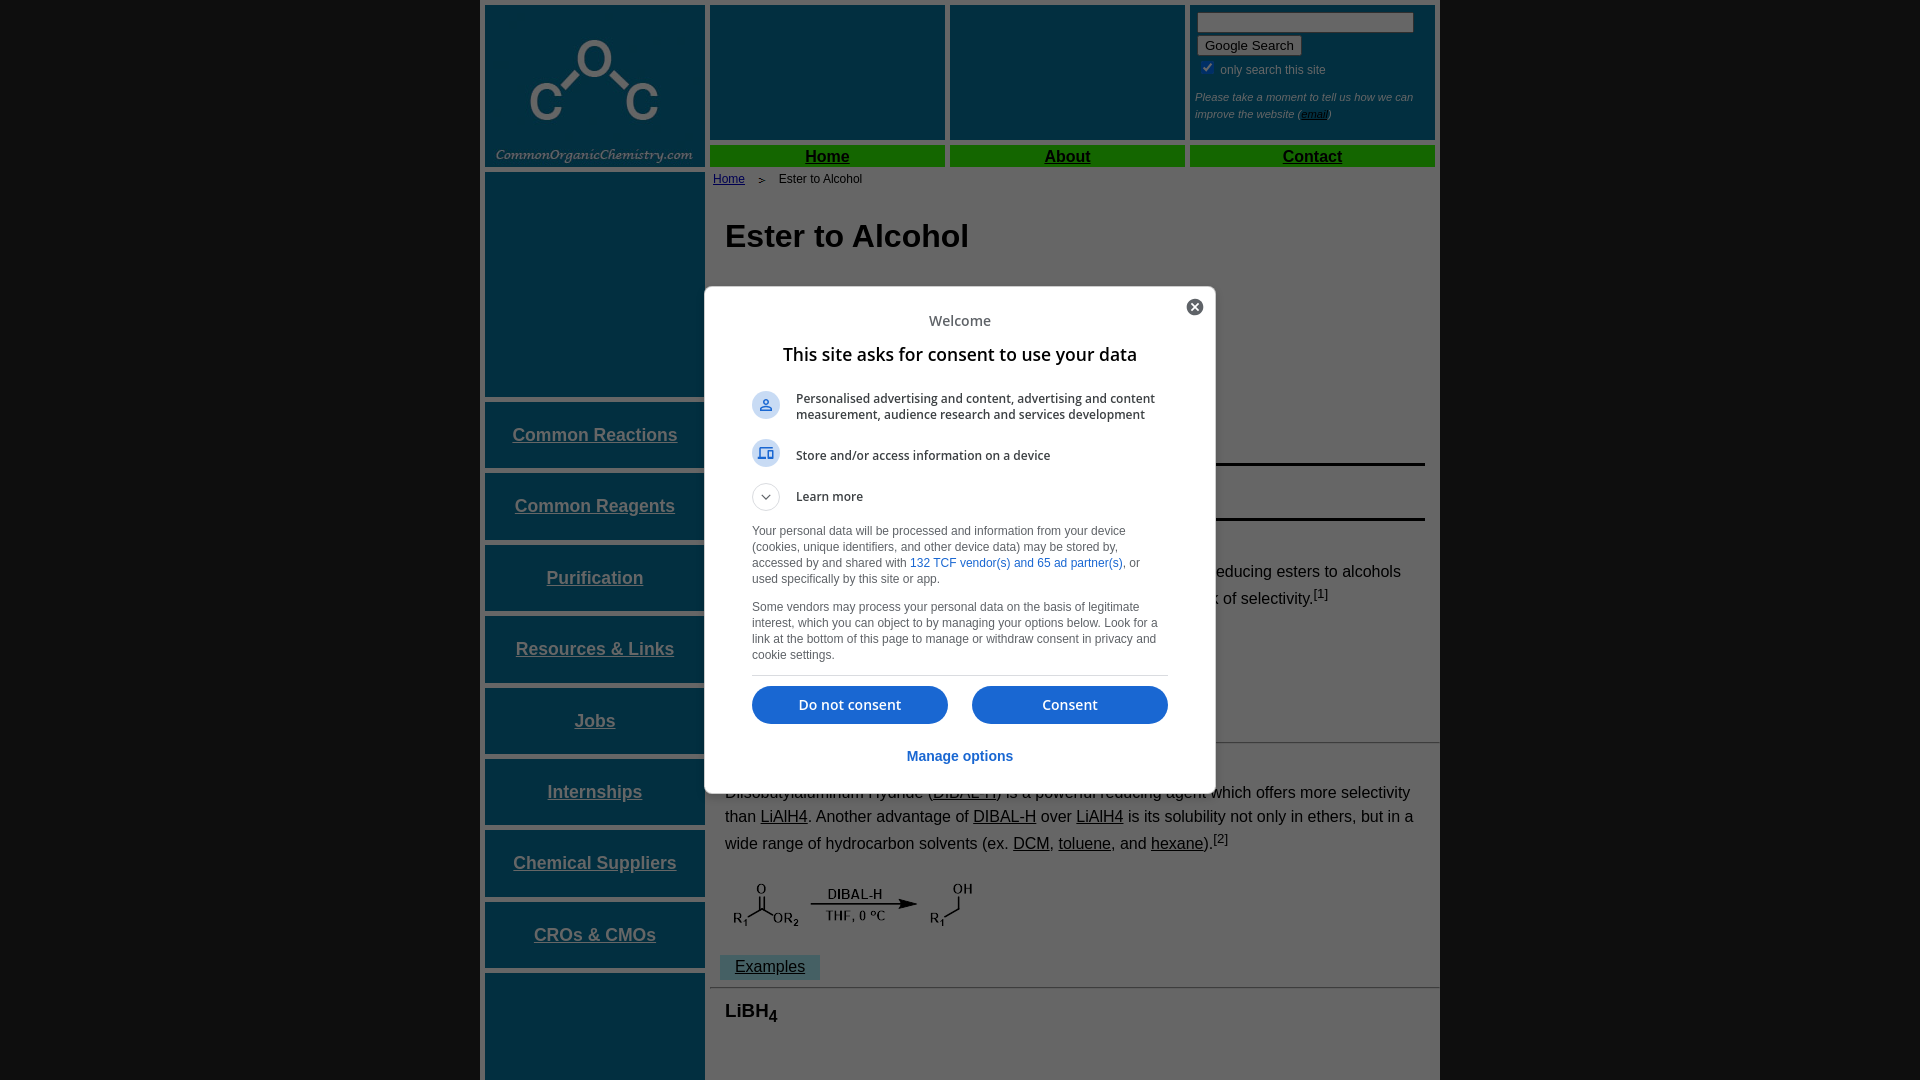 O
C C
CommonOrganicChemistry.com
Google Search
only search this site
Please take a moment to tell us how we can
improve the website (email)
Home
About
Contact
Home > Ester to Alcohol
Ester to Alcohol
Common Reactions
Common Reagents
Purification
Resources & Links
Jobs
Internships
Chemical Suppliers
CROs & CMOs
Welcome
This site asks for consent to use your data
Personalised advertising and content, advertising and content
measurement, audience research and services development
Store and/or access information on a device
Learn more
Your personal data will be processed and information from your device
(cookies, unique identifiers, and other device data) may be stored by,
accessed by and shared with 132 TCF vendor(s) and 65 ad partner(s), or
used specifically by this site or app.
Some vendors may process your personal data on the basis of legitimate
interest, which you can object to by managing your options below. Look for a
link at the bottom of this page to manage or withdraw consent in privacy and
cookie settings.
Do not consent
Consent
Manage options
educing esters to alcohols
of selectivity.[1]
Diisobutylaluminum Hydride (DIBAL-H) is a powerful reducing agent which offers more selectivity
than LiAlH4. Another advantage of DIBAL-H over LiAlH4 is its solubility not only in ethers, but in a
wide range of hydrocarbon solvents (ex. DCM, toluene, and hexane).[2]
O
R1 OR2
DIBAL-H
THF, 0 ºC
OH
R1
Examples
LiBH4